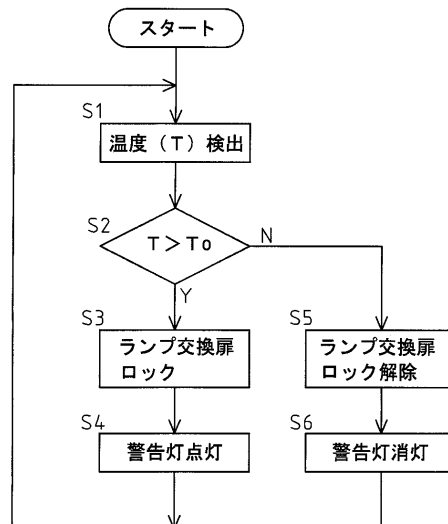 スタート
S1
温度（T）検出
S2
T＞To
N
Y
S3
ランプ交換扉
ロック
S5
ランプ交換扉
ロック解除
S4
警告灯点灯
S6
警告灯消灯